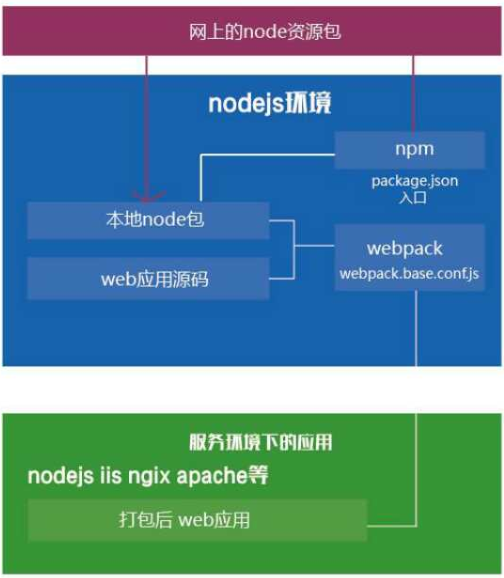 网上的node资源包
nodejs环境
npm
package.json
入口
本地node包
webpack
webpack.base.conf.js
web应用源码
服务环境下的应用
nodejs iis ngix apache等
打包后 web应用